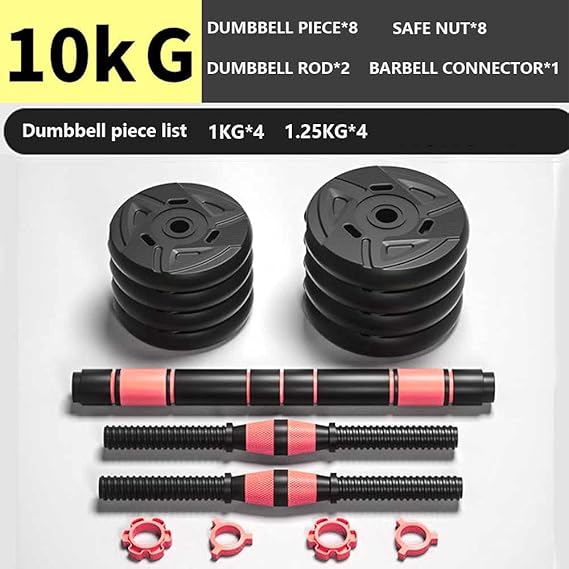 10kG
DUMBBELL PIECE*8 SAFE NUT*8
DUMBBELL ROD*2 BARBELL CONNECTOR*1
Dumbbell piece list 1KG*4 1.25KG*4